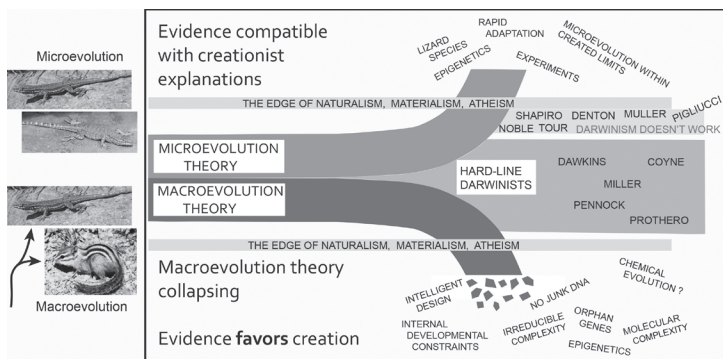 Microevolution
Macroevolution
Evidence compatible
with creationist
explanations
LIZARD
SPECIES
EPIGENETICS
RAPID
ADAPTATION
EXPERIMENTS
MICROEVOLUTION WITHIN
CREATED LIMITS
THE EDGE OF NATURALISM, MATERIALISM, ATHEISM
SHAPIRO DENTON MULLER PIGLIUCCI
NOBLE TOUR DARWINISM DOESN'T WORK
MICROEVOLUTION
THEORY
MACROEVOLUTION
THEORY
HARD-LINE
DARWINISTS
DAWKINS COYNE
MILLER
PENNOCK
PROTHERO
THE EDGE OF NATURALISM, MATERIALISM, ATHEISM
Macroevolution theory
collapsing
Evidence favors creation
INTELLIGENT
DESIGN
NO JUNK DNA
CHEMICAL
EVOLUTION ?
INTERNAL
DEVELOPMENTAL
CONSTRAINTS
IRREDUCIBLE
COMPLEXITY
ORPHAN
GENES
EPIGENETICS
MOLECULAR
COMPLEXITY